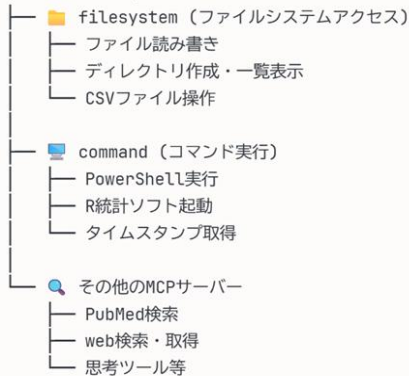 filesystem (ファイルシステムアクセス)
ファイル読み書き
ディレクトリ作成・一覧表示
CSVファイル操作
command (コマンド実行)
PowerShell実行
R統計ソフト起動
タイムスタンプ取得
その他のMCPサーバー
PubMed検索
web検索・取得
思考ツール等